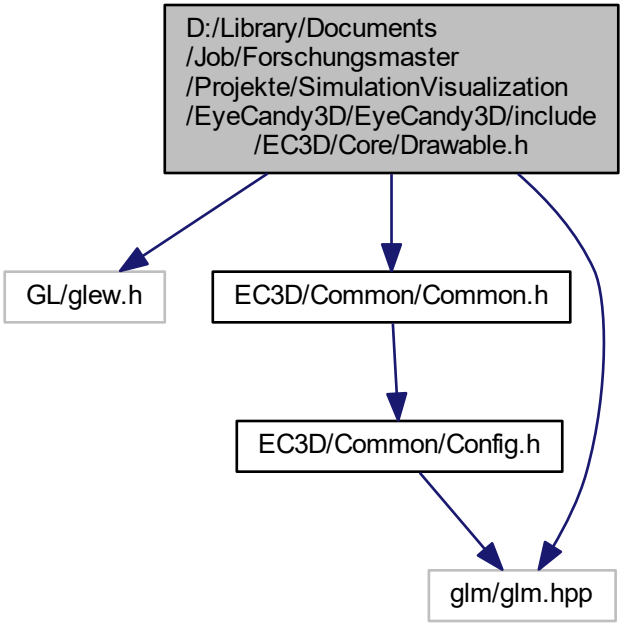 D:/Library/Documents
/Job/Forschungsmaster
/Projekte/SimulationVisualization
/EyeCandy3D/EyeCandy3D/include
/EC3D/Core/Drawable.h
GL/glew.h
EC3D/Common/Common.h
EC3D/Common/Config.h
glm/glm.hpp